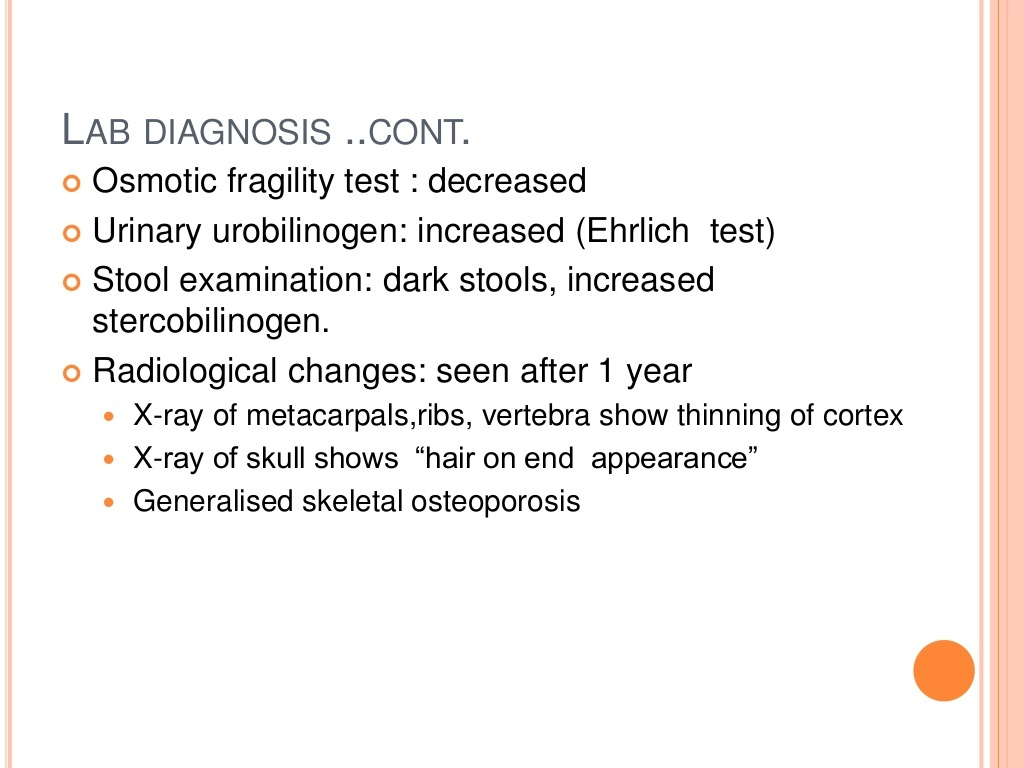 LAB DIAGNOSIS ..CONT.
Osmotic fragility test : decreased
Urinary urobilinogen: increased (Ehrlich  test)
Stool examination: dark stools, increased
stercobilinogen.
Radiological changes: seen after 1 year
X-ray of metacarpals,ribs, vertebra show thinning of cortex
X-ray of skull shows  “hair on end  appearance”
Generalised skeletal osteoporosis